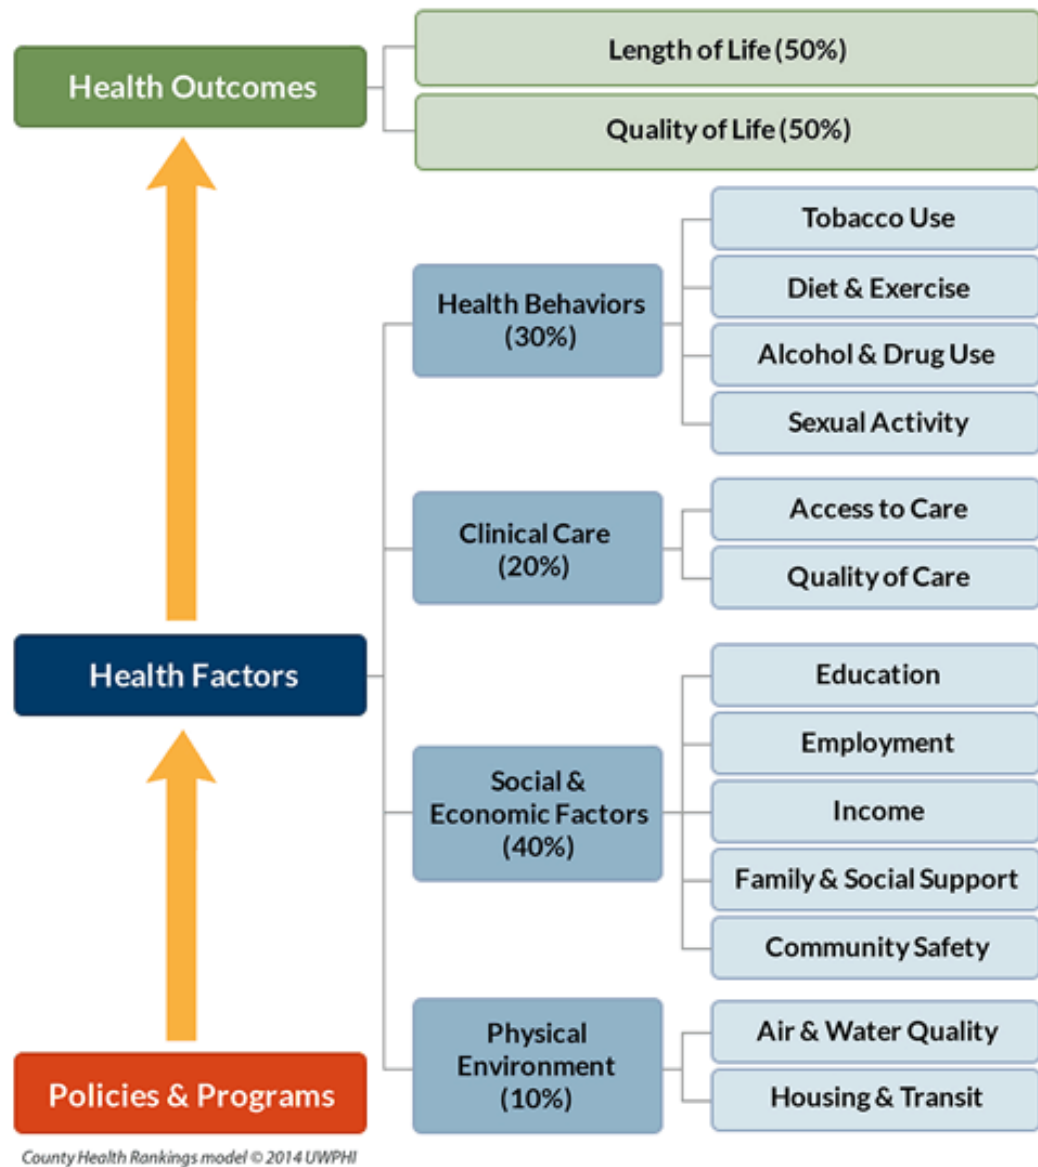 Health Outcomes
Length of Life (50%)
Quality of Life (50%)
Health Factors
Health Behaviors
(30%)
Tobacco Use
Diet & Exercise
Alcohol & Drug Use
Sexual Activity
Clinical Care
(20%)
Access to Care
Quality of Care
Social &
Economic Factors
(40%)
Education
Employment
Income
Family & Social Support
Community Safety
Physical
Environment
(10%)
Air & Water Quality
Housing & Transit
Policies & Programs
County Health Rankings model © 2014 UWPHI